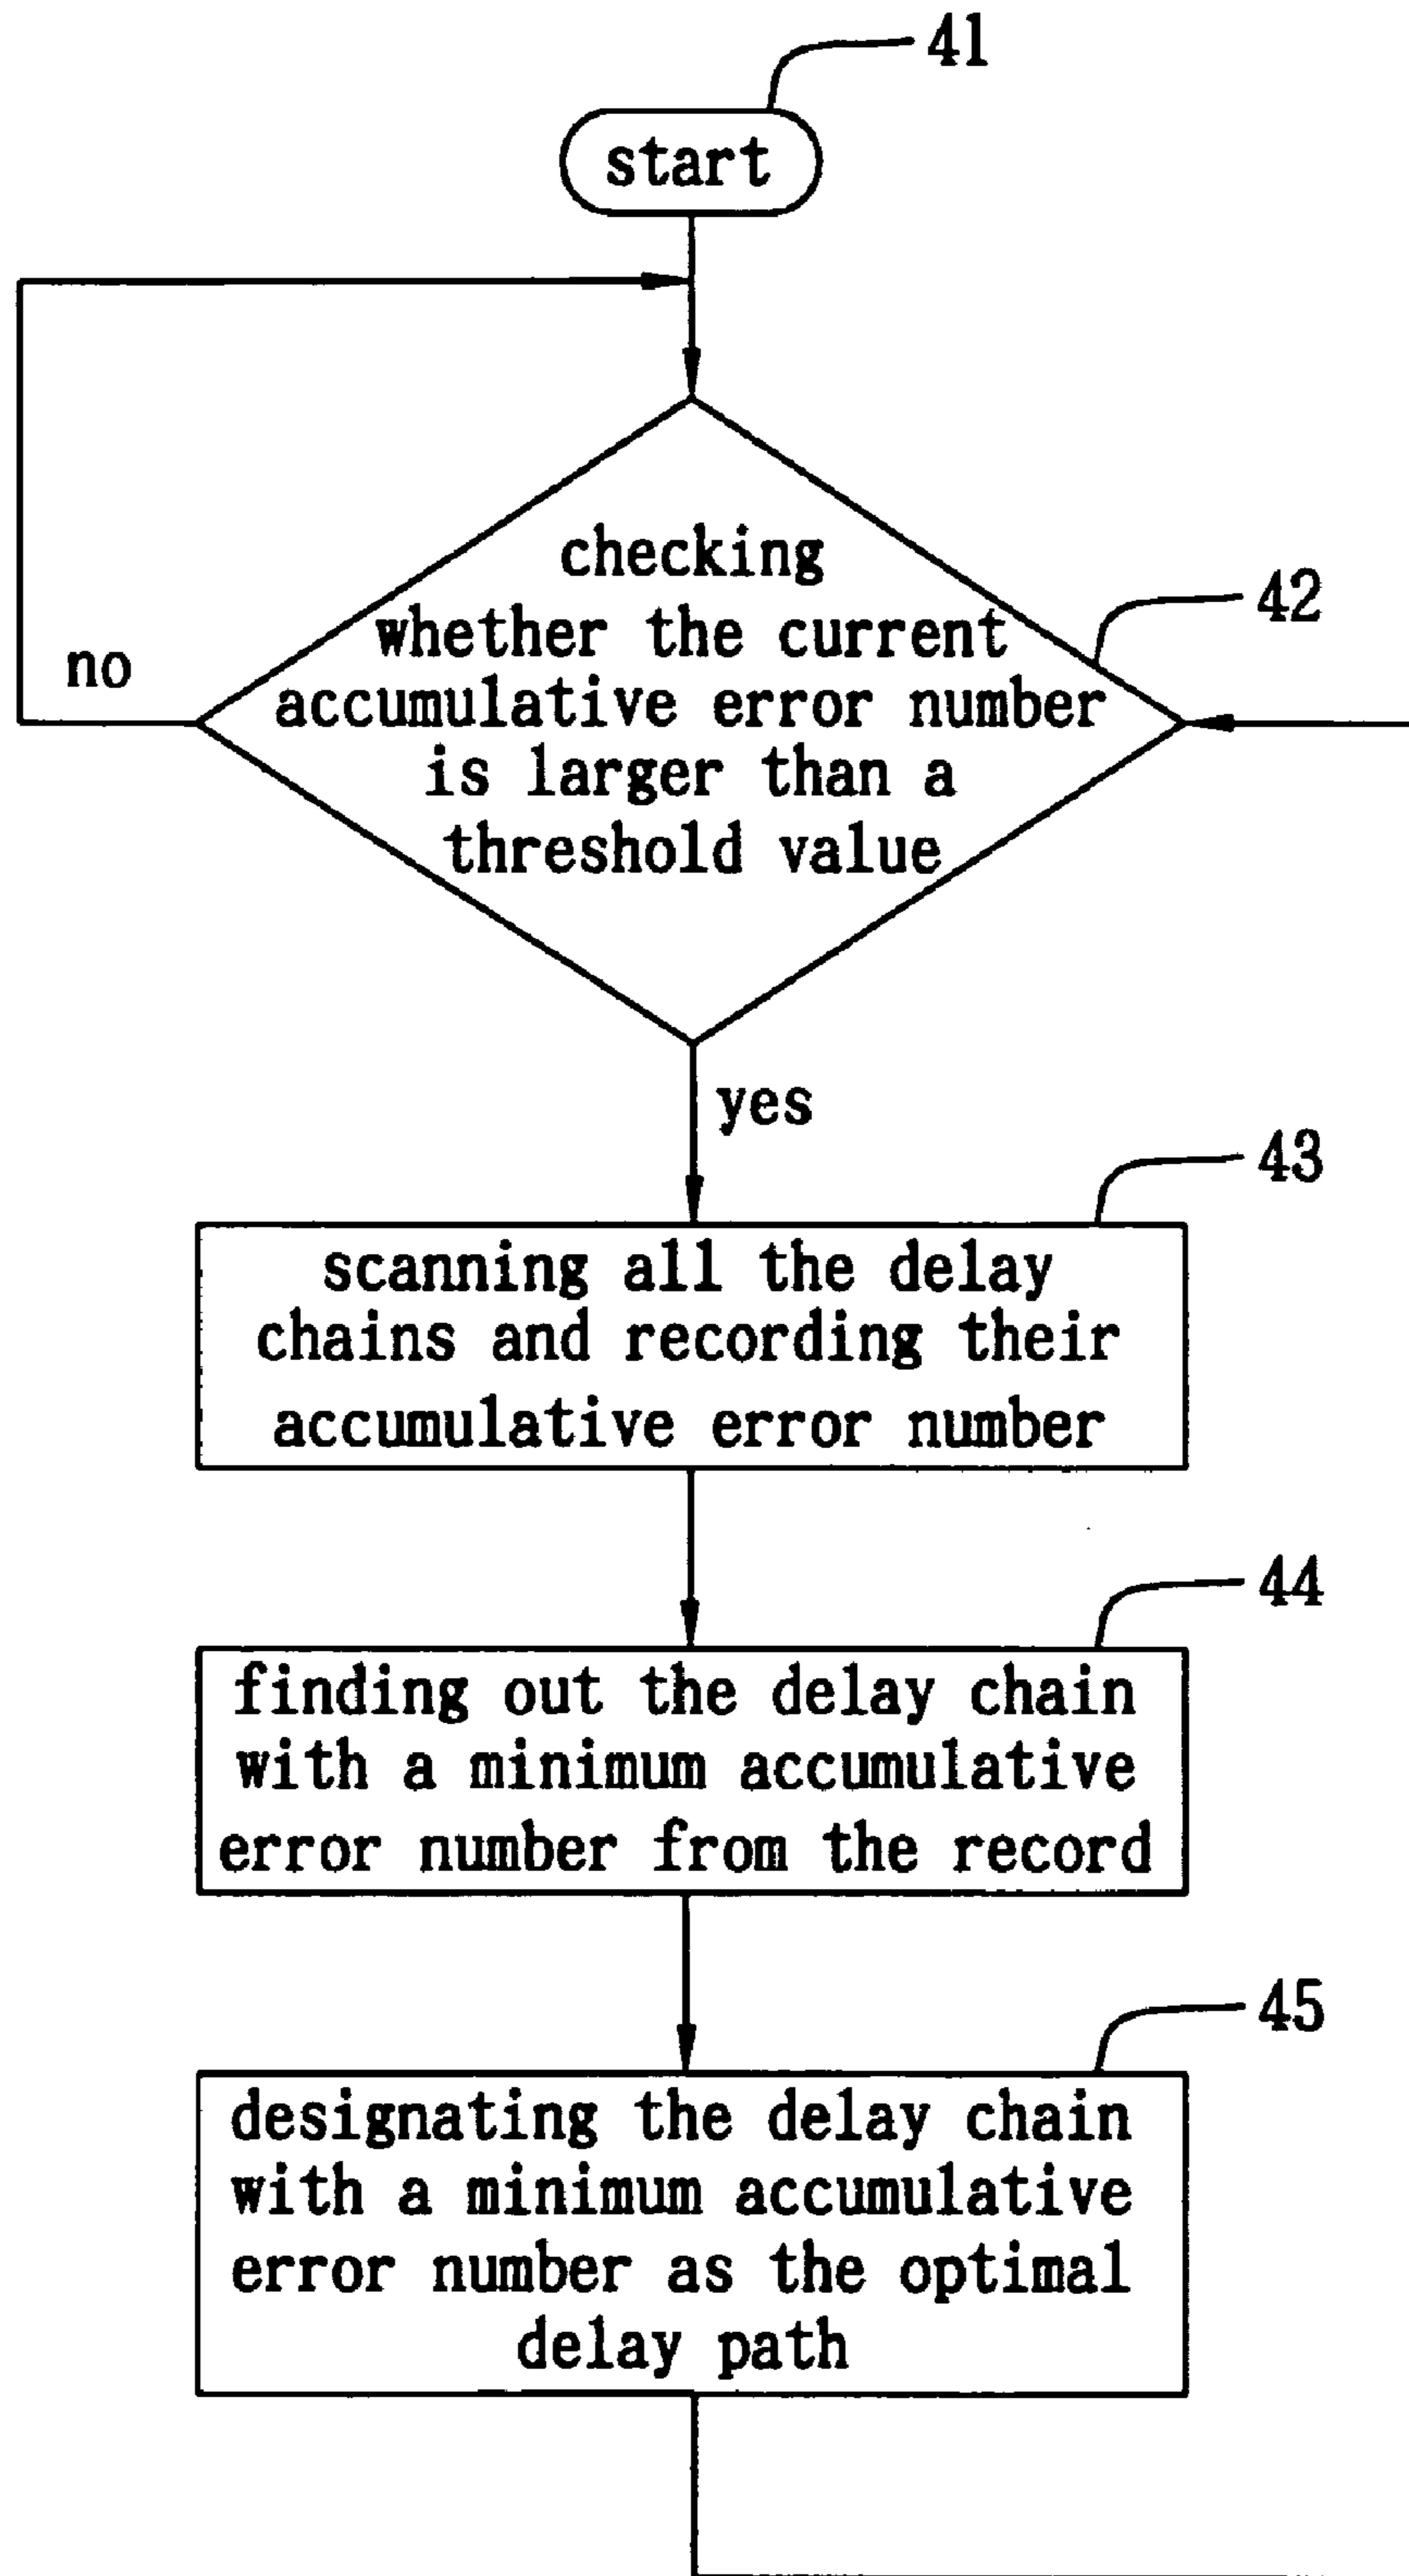 41
start
checking
whether the current
accumulative error number
is larger than a
threshold value
42
no
yes
43
scanning all the delay
chains and recording their
accumulative error number
44
finding out the delay chain
with a minimum accumulative
error number from the record
45
designating the delay chain
with a minimum accumulative
error number as the optimal
delay path